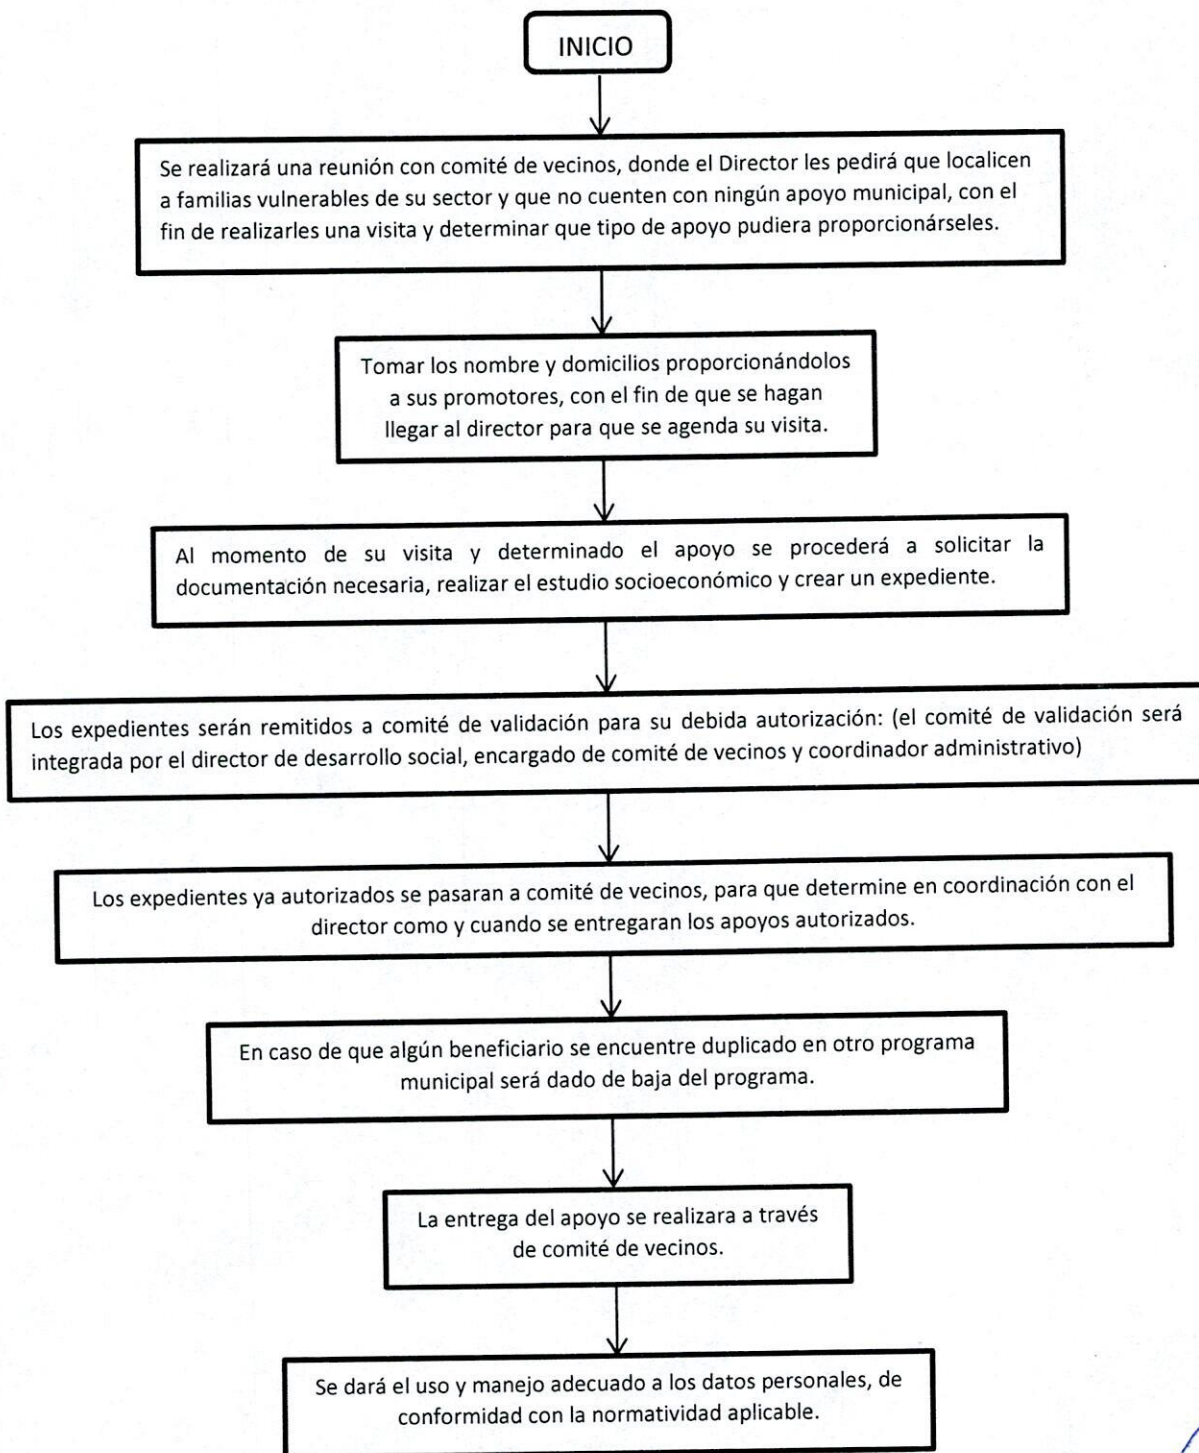 INICIO
Se realizará una reunión con comité de vecinos, donde el Director les pedirá que localicen
a familias vulnerables de su sector y que no cuenten con ningún apoyo municipal, con el
fin de realizarles una visita y determinar que tipo de apoyo pudiera proporcionárseles.
Tomar los nombre y domicilios proporcionándolos
a sus promotores, con el fin de que se hagan
llegar al director para que se agenda su visita.
Al momento de su visita y determinado el apoyo se procederá a solicitar la
documentación necesaria, realizar el estudio socioeconómico y crear un expediente.
Los expedientes serán remitidos a comité de validación para su debida autorización: (el comité de validación será
integrada por el director de desarrollo social, encargado de comité de vecinos y coordinador administrativo)
Los expedientes ya autorizados se pasaran a comité de vecinos, para que determine en coordinación con el
director como y cuando se entregaran los apoyos autorizados.
En caso de que algún beneficiario se encuentre duplicado en otro programa
municipal será dado de baja del programa.
La entrega del apoyo se realizara a través
de comité de vecinos.
Se dará el uso y manejo adecuado a los datos personales, de
conformidad con la normatividad aplicable.